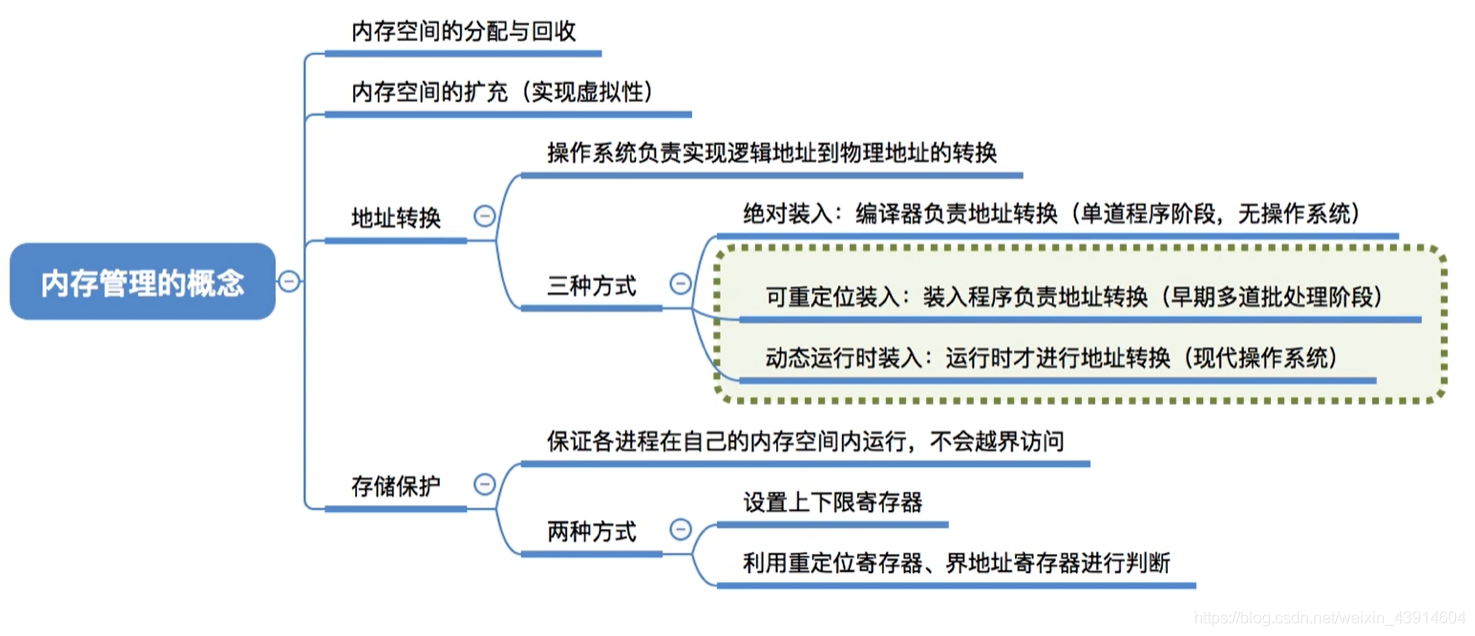 内存空间的分配与回收
内存空间的扩充（实现虚拟性）
操作系统负责实现逻辑地址到物理地址的转换
地址转换
绝对装入：编译器负责地址转换（单道程序阶段，无操作系统）
内存管理的概念
三种方式
可重定位装入：装入程序负责地址转换（早期多道批处理阶段）
动态运行时装入：运行时才进行地址转换（现代操作系统）
保证各进程在自己的内存空间内运行，不会越界访问
存储保护
设置上下限寄存器
两种方式
利用重定位寄存器、界地址寄存器进行判断
https://blog.csdn.net/weixin_43914604